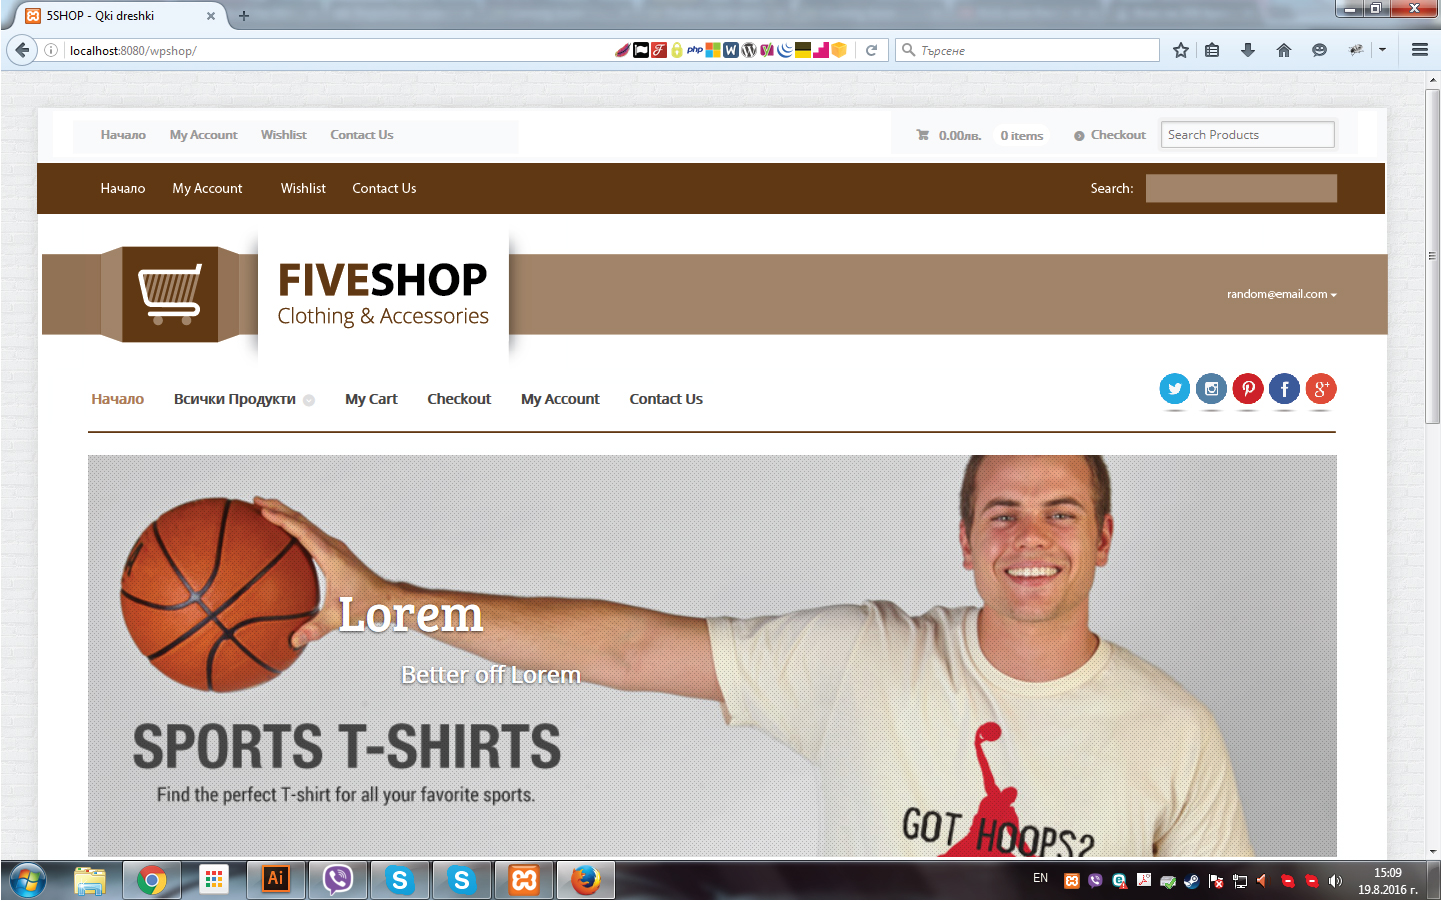 5SHOP - Qki dreshki
localhost:8080/wpshop/
php
Търсене
Начало My Account Wishlist Contact Us
0.00лв. 0 items Checkout Search Products
Начало My Account Wishlist Contact Us Search:
FIVESHOP
Clothing & Accessories
random@email.com
Начало Всички Продукти My Cart Checkout My Account Contact Us
Lorem
Better off Lorem
SPORTS T-SHIRTS
Find the perfect T-shirt for all your favorite sports.
GOT HOOPS?
Ai
EN
15:09
19.8.2016 г.